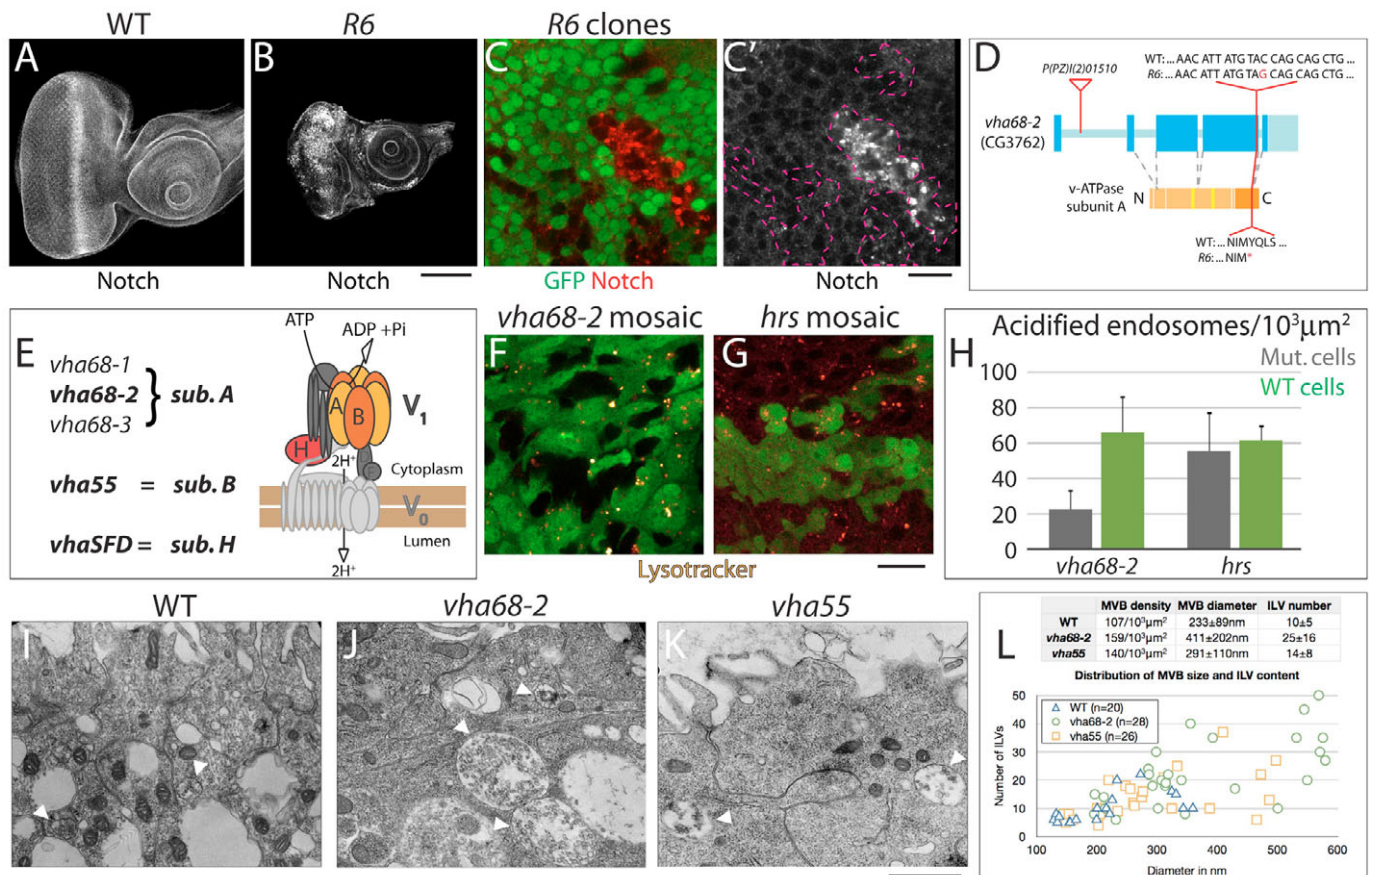 WT
R6
R6 clones
A
B
C
C'
D
Notch
Notch
GFP Notch
Notch
P(PZ)l(2)01510
WT: ... AAC ATT ATG TAC CAG CAG CTG ...
R6: ... AAC ATT ATG TAG CAG CAG CTG ...
vha68-2
(CG3762)
v-ATPase
subunit A
N
C
WT: ... NIMYQLS ...
R6: ... NIM*
E
vha68-1
vha68-2
vha68-3
sub. A
vha55 = sub. B
vhaSFD = sub. H
ATP
ADP +Pi
A
B
H
V1
2H+
Cytoplasm
V0
Lumen
2H+
vha68-2 mosaic
hrs mosaic
F
G
Lysotracker
H
Acidified endosomes/10³µm²
Mut. cells
WT cells
100
80
60
40
20
0
vha68-2
hrs
WT
vha68-2
vha55
I
J
K
L
MVB density MVB diameter ILV number
WT 107/10³µm² 233±89nm 10±5
vha68-2 159/10³µm² 411±202nm 25±16
vha55 140/10³µm² 291±110nm 14±8
Distribution of MVB size and ILV content
WT (n=20)
vha68-2 (n=28)
vha55 (n=26)
Number of ILVs
50
40
30
20
10
0
100 200 300 400 500 600
Diameter in nm